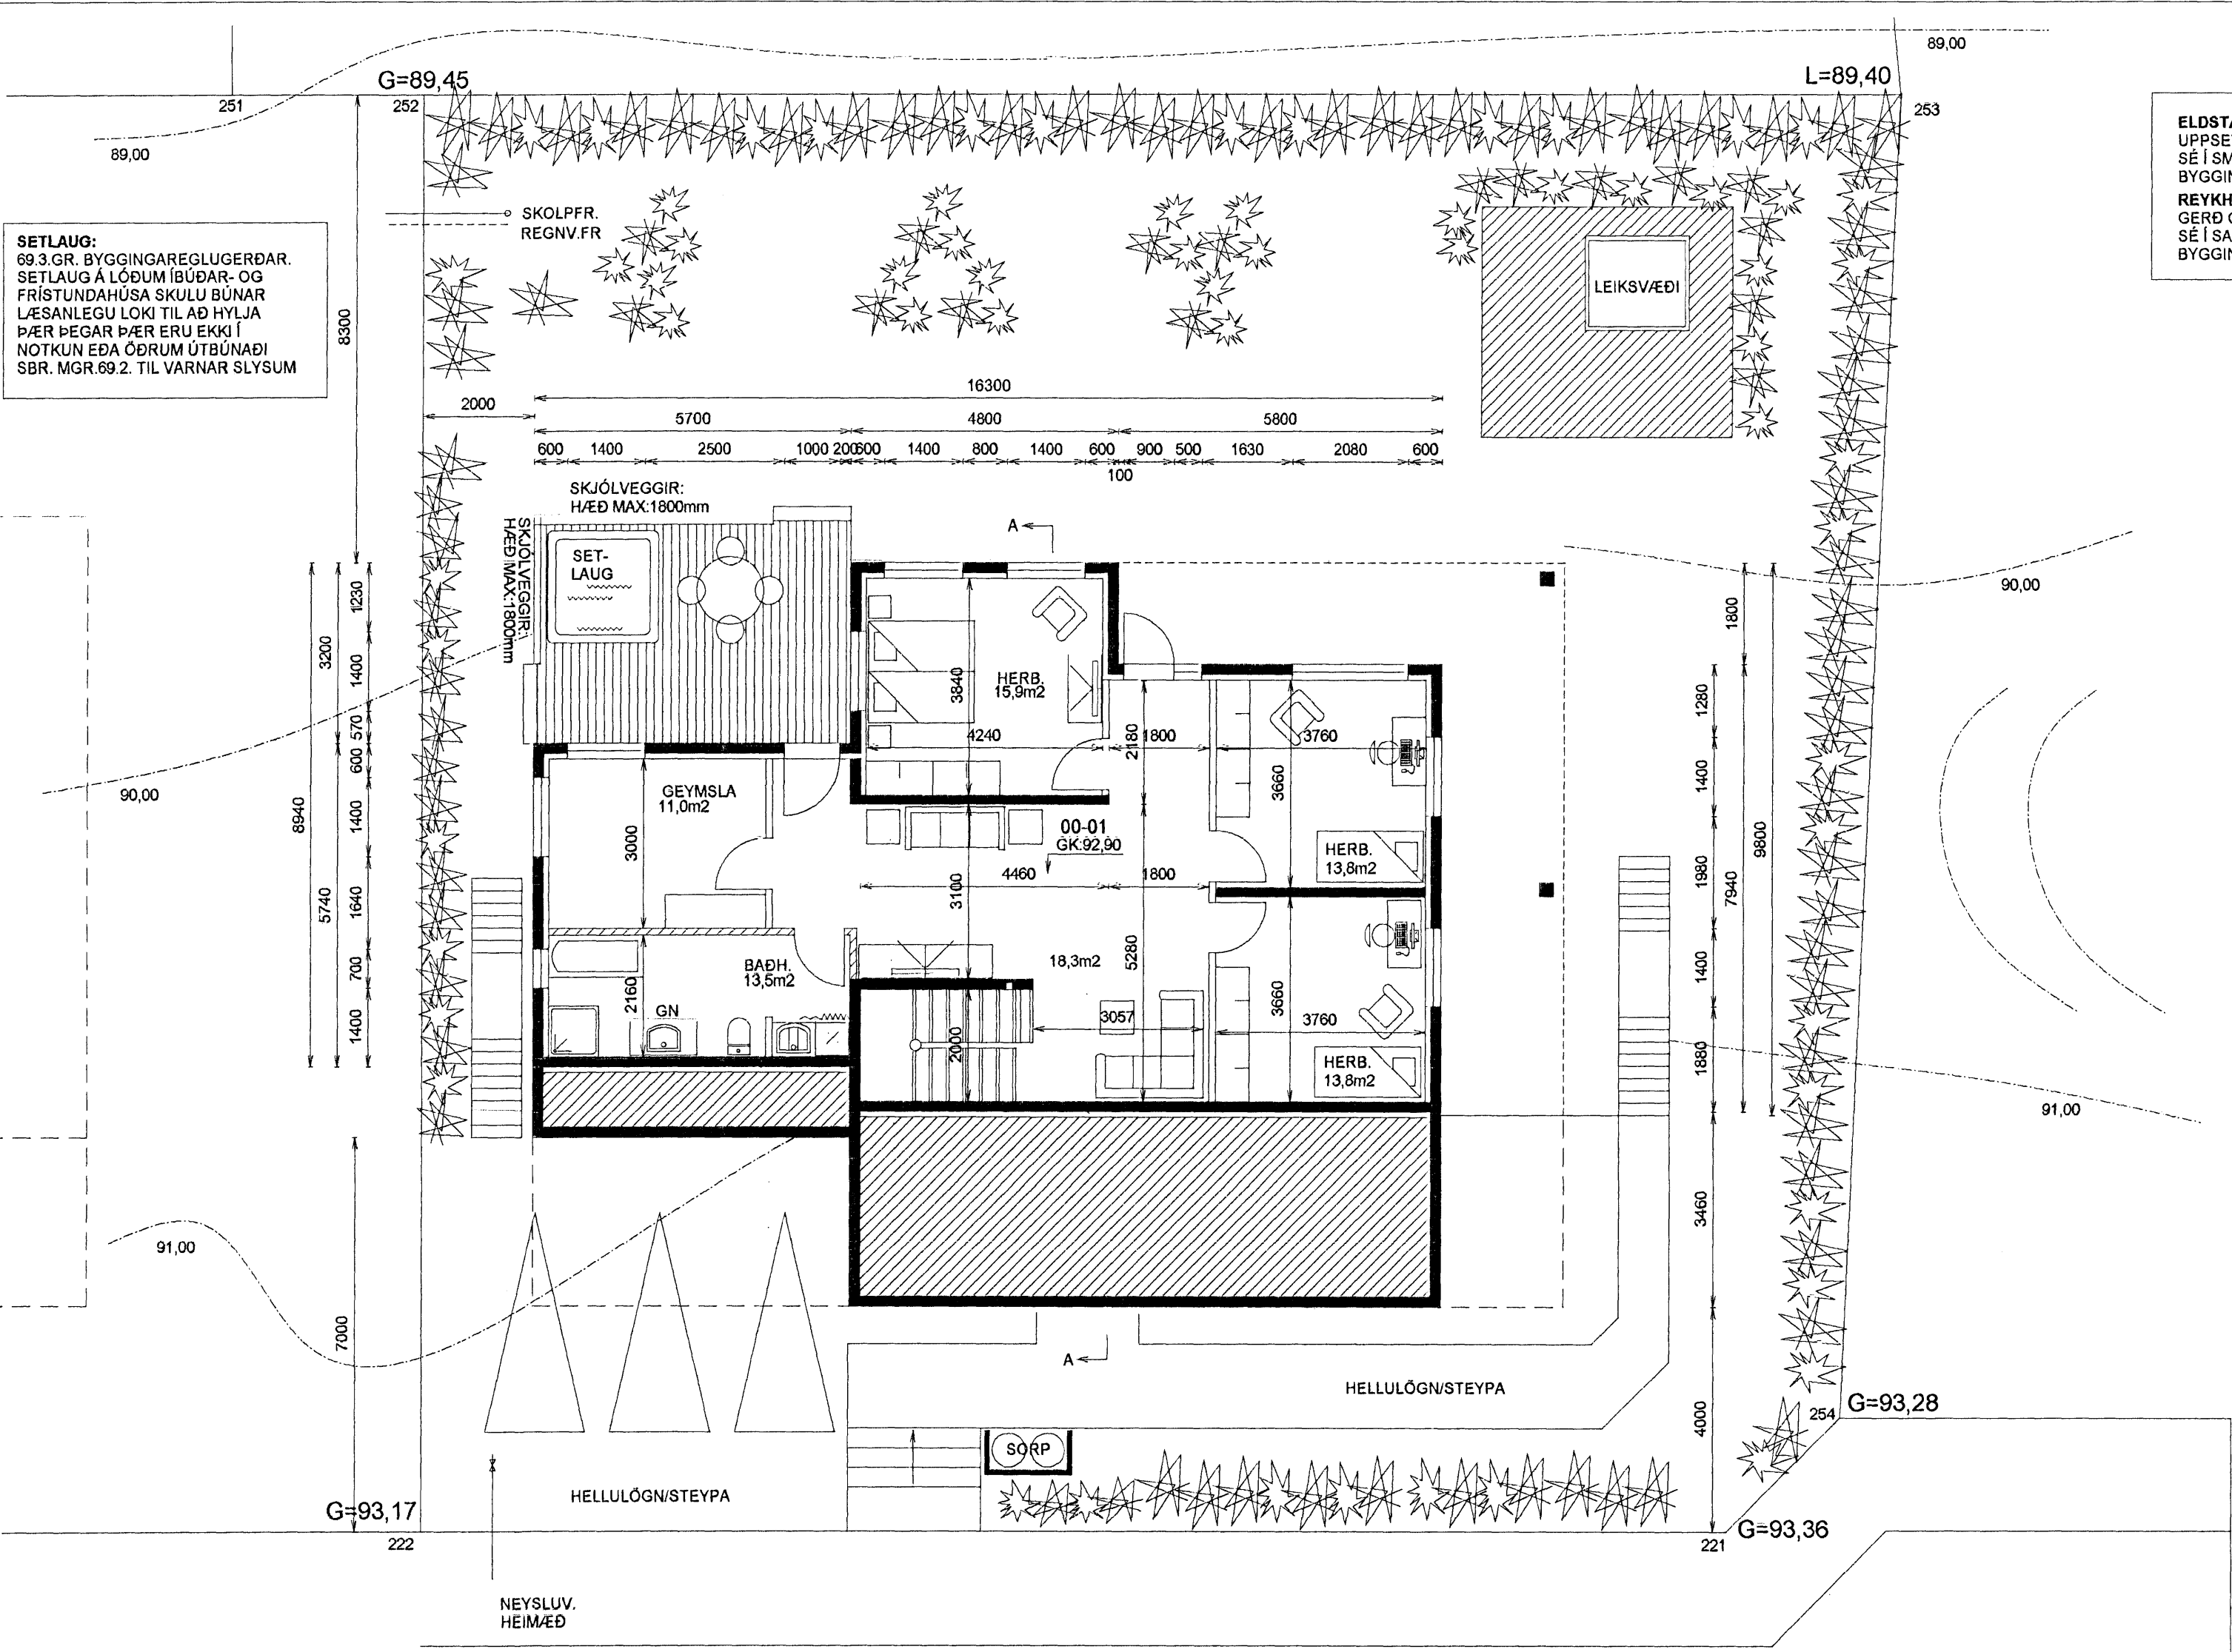 89,00
G=89,45
L=89,40
251
252
253
89,00
SETLAUG:
69.3.GR. BYGGINGAREGLUGERÐAR.
SETLAUG Á LÓÐUM ÍBÚÐAR- OG
FRÍSTUNDAHÚSA SKULU BÚNAR
LÆSANLEGU LOKI TIL AÐ HYLJA
ÞÆR ÞEGAR ÞÆR ERU EKKI Í
NOTKUN EÐA ÖÐRUM ÚTBÚNAÐI
SBR. MGR.69.2. TIL VARNAR SLYSUM
SKOLPFR.
REGNV.FR
8300
LEIKSVÆÐI
ELDST
UPPSE
SÉ Í SM
BYGGIN
REYKH
GERÐ
SÉ Í SA
BYGGIN
16300
2000
5700 4800 5800
600 1400 2500 1000 200 600 1400 800 1400 600 900 500 1630 2080 600
100
SKJÓLVEGGIR:
HÆÐ MAX:1800mm
SKJÓLVEGGIR:
HÆÐ MAX:1800mm
SET-
LAUG
A
A
90,00
90,00
91,00
91,00
8940
3200
5740
1230
1400
570
600
1400
1640
700
1400
7000
HERB.
15,9m2
3840
4240
2180
1800
3760
3660
HERB.
13,8m2
GEYMSLA
11,0m2
3000
00-01
GK:92,90
4460
1800
3100
5280
18,3m2
BAÐH.
13,5m2
2160
GN
2000
3057
3660
3760
HERB.
13,8m2
1800
1280
1400
1980
1400
1880
7940
9800
3460
4000
HELLULÖGN/STEYPA
SORP
HELLULÖGN/STEYPA
254
G=93,28
G=93,17
222
G=93,36
221
NEYSLUV.
HEIMÆÐ